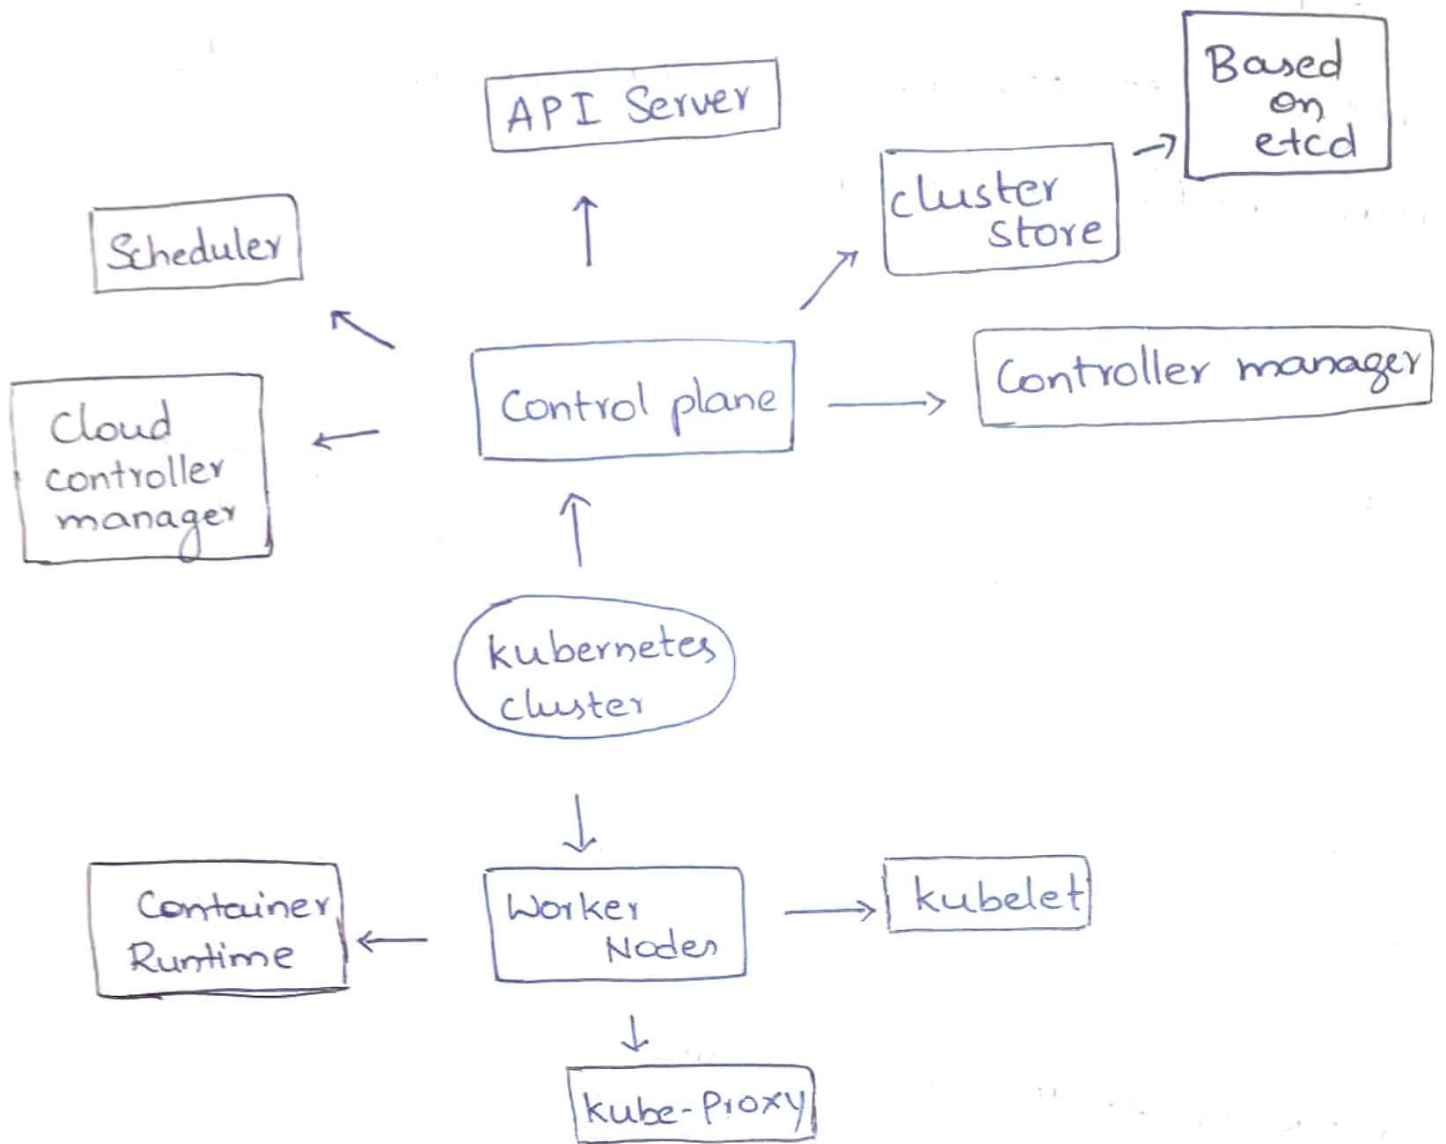 Based
on
etcd
API Server
cluster
store
Scheduler
Controller manager
Control plane
Cloud
controller
manager
kubernetes
cluster
Worker
Nodes
kubelet
Container
Runtime
kube-Proxy